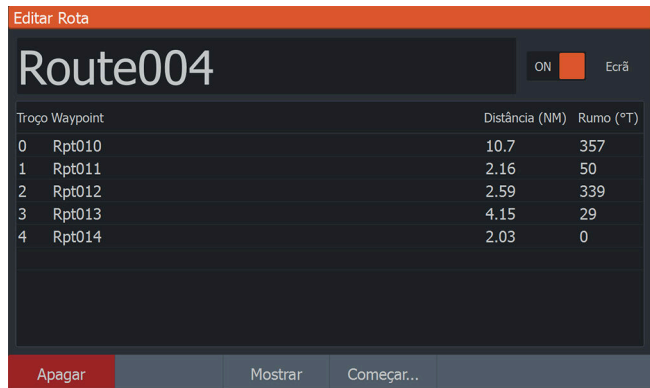 Editar Rota
Route004 ON Ecrã
Troço Waypoint Distância (NM) Rumo (°T)
0 Rpt010 10.7 357
1 Rpt011 2.16 50
2 Rpt012 2.59 339
3 Rpt013 4.15 29
4 Rpt014 2.03 0
Apagar Mostrar Começar...